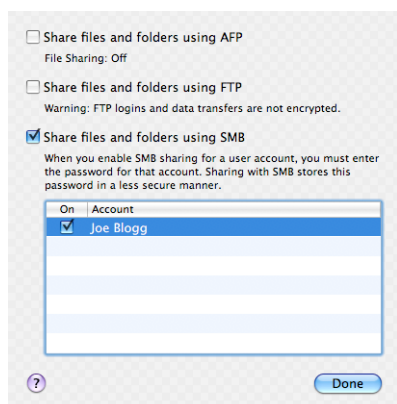 Share files and folders using AFP
File Sharing: Off
Share files and folders using FTP
Warning: FTP logins and data transfers are not encrypted.
Share files and folders using SMB
When you enable SMB sharing for a user account, you must enter
the password for that account. Sharing with SMB stores this
password in a less secure manner.
On Account
Joe Blogg
? Done